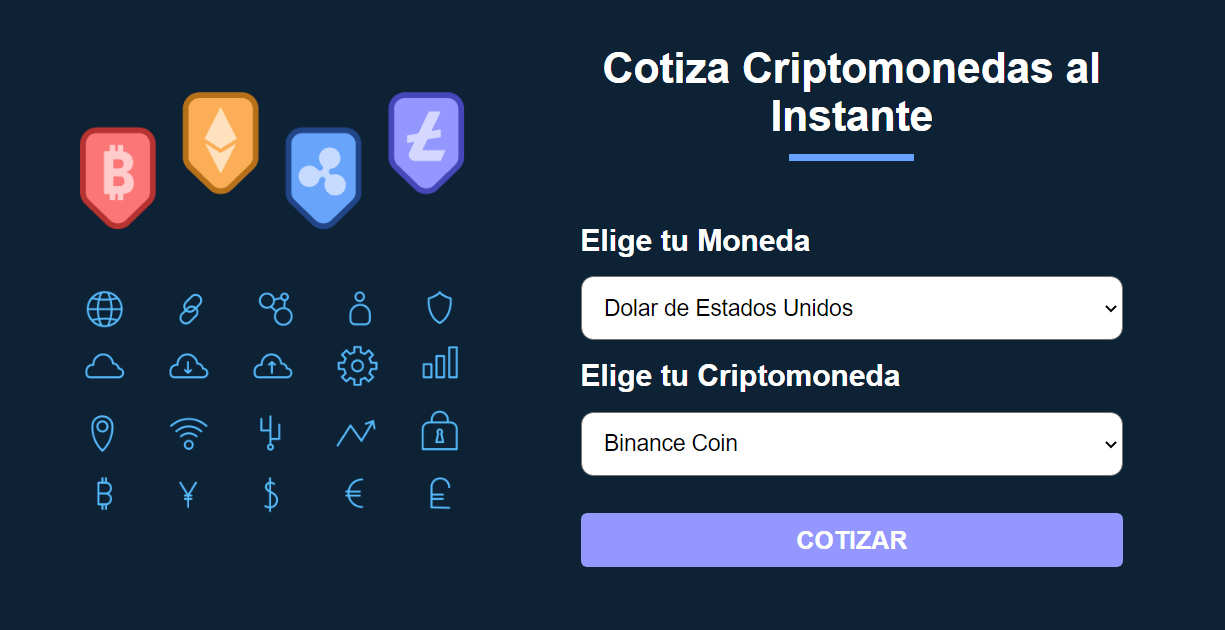 Cotiza Criptomonedas al
Instante
Elige tu Moneda
Dolar de Estados Unidos
Elige tu Criptomoneda
Binance Coin
COTIZAR